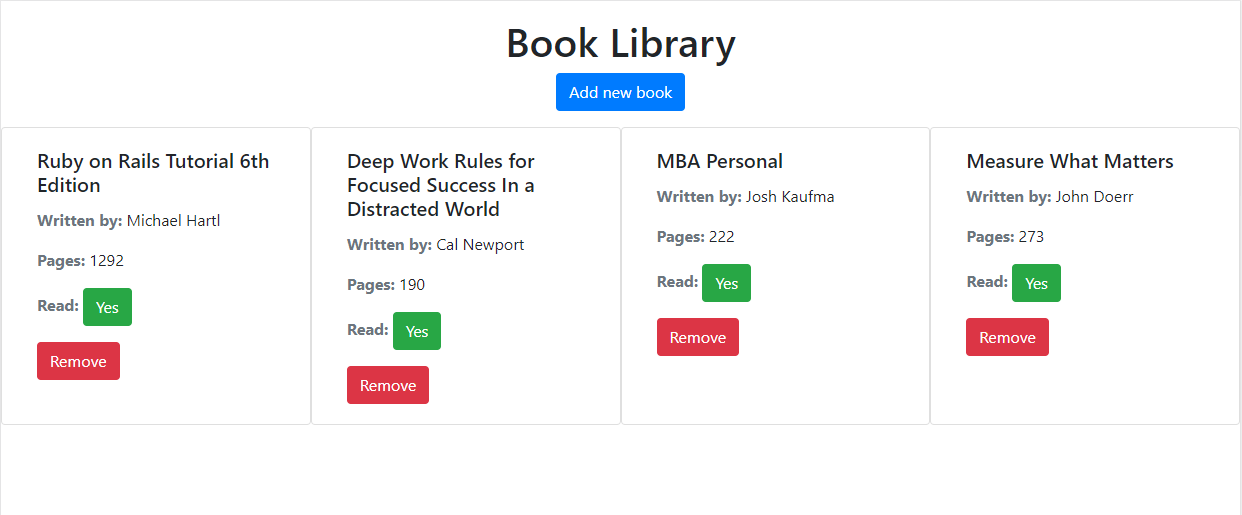 Book Library
Add new book
Ruby on Rails Tutorial 6th
Edition
Written by: Michael Hartl
Pages: 1292
Read: Yes
Remove
Deep Work Rules for
Focused Success In a
Distracted World
Written by: Cal Newport
Pages: 190
Read: Yes
Remove
MBA Personal
Written by: Josh Kaufma
Pages: 222
Read: Yes
Remove
Measure What Matters
Written by: John Doerr
Pages: 273
Read: Yes
Remove